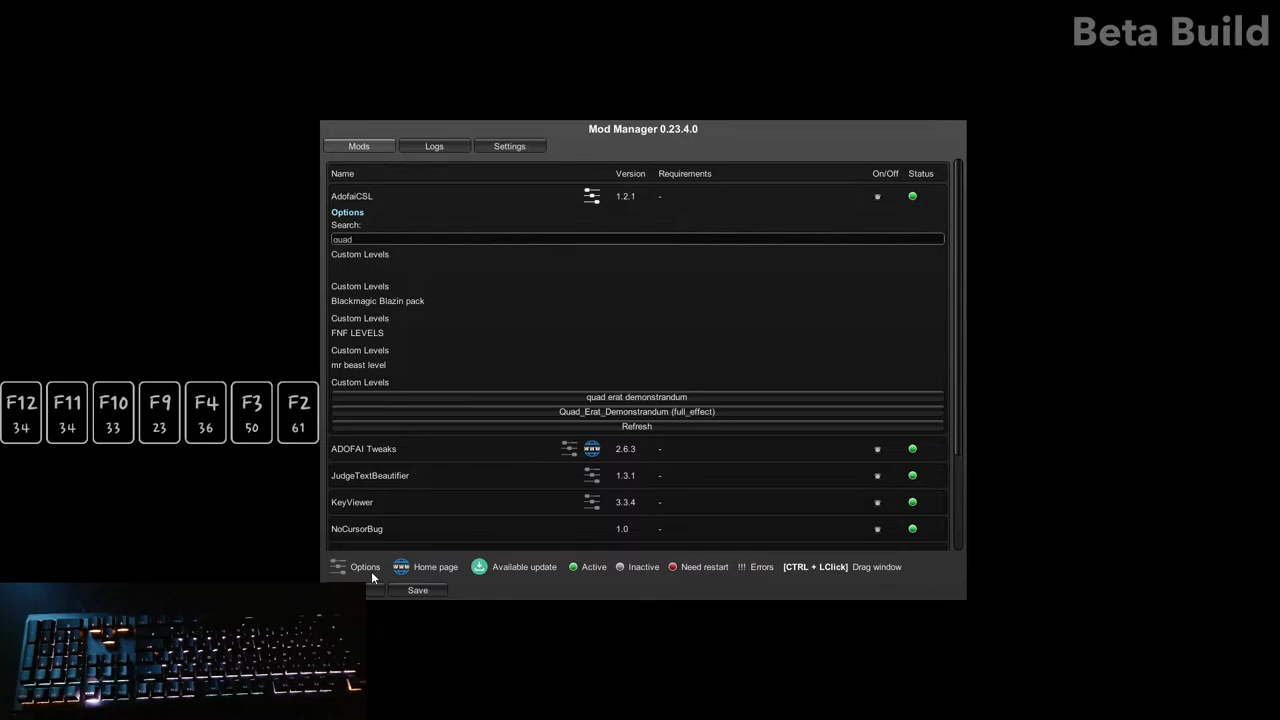 Beta Build
Mod Manager 0.23.4.0
Mods Logs Settings
Name Version Requirements On/Off Status
AdofaiCSL 1.2.1 -
Options
Search:
quad
Custom Levels
Custom Levels
Blackmagic Blazin pack
Custom Levels
FNF LEVELS
Custom Levels
mr beast level
Custom Levels
quad erat demonstrandum
Quad_Erat_Demonstrandum (full_effect)
Refresh
F12 F11 F10 F9 F4 F3 F2
34 34 33 23 36 50 61
ADOFAI Tweaks WWW 2.6.3 -
JudgeTextBeautifier 1.3.1 -
KeyViewer 3.3.4 -
NoCursorBug 1.0 -
Options WWW Home page Available update Active Inactive Need restart !!! Errors [CTRL + LClick] Drag window
Save